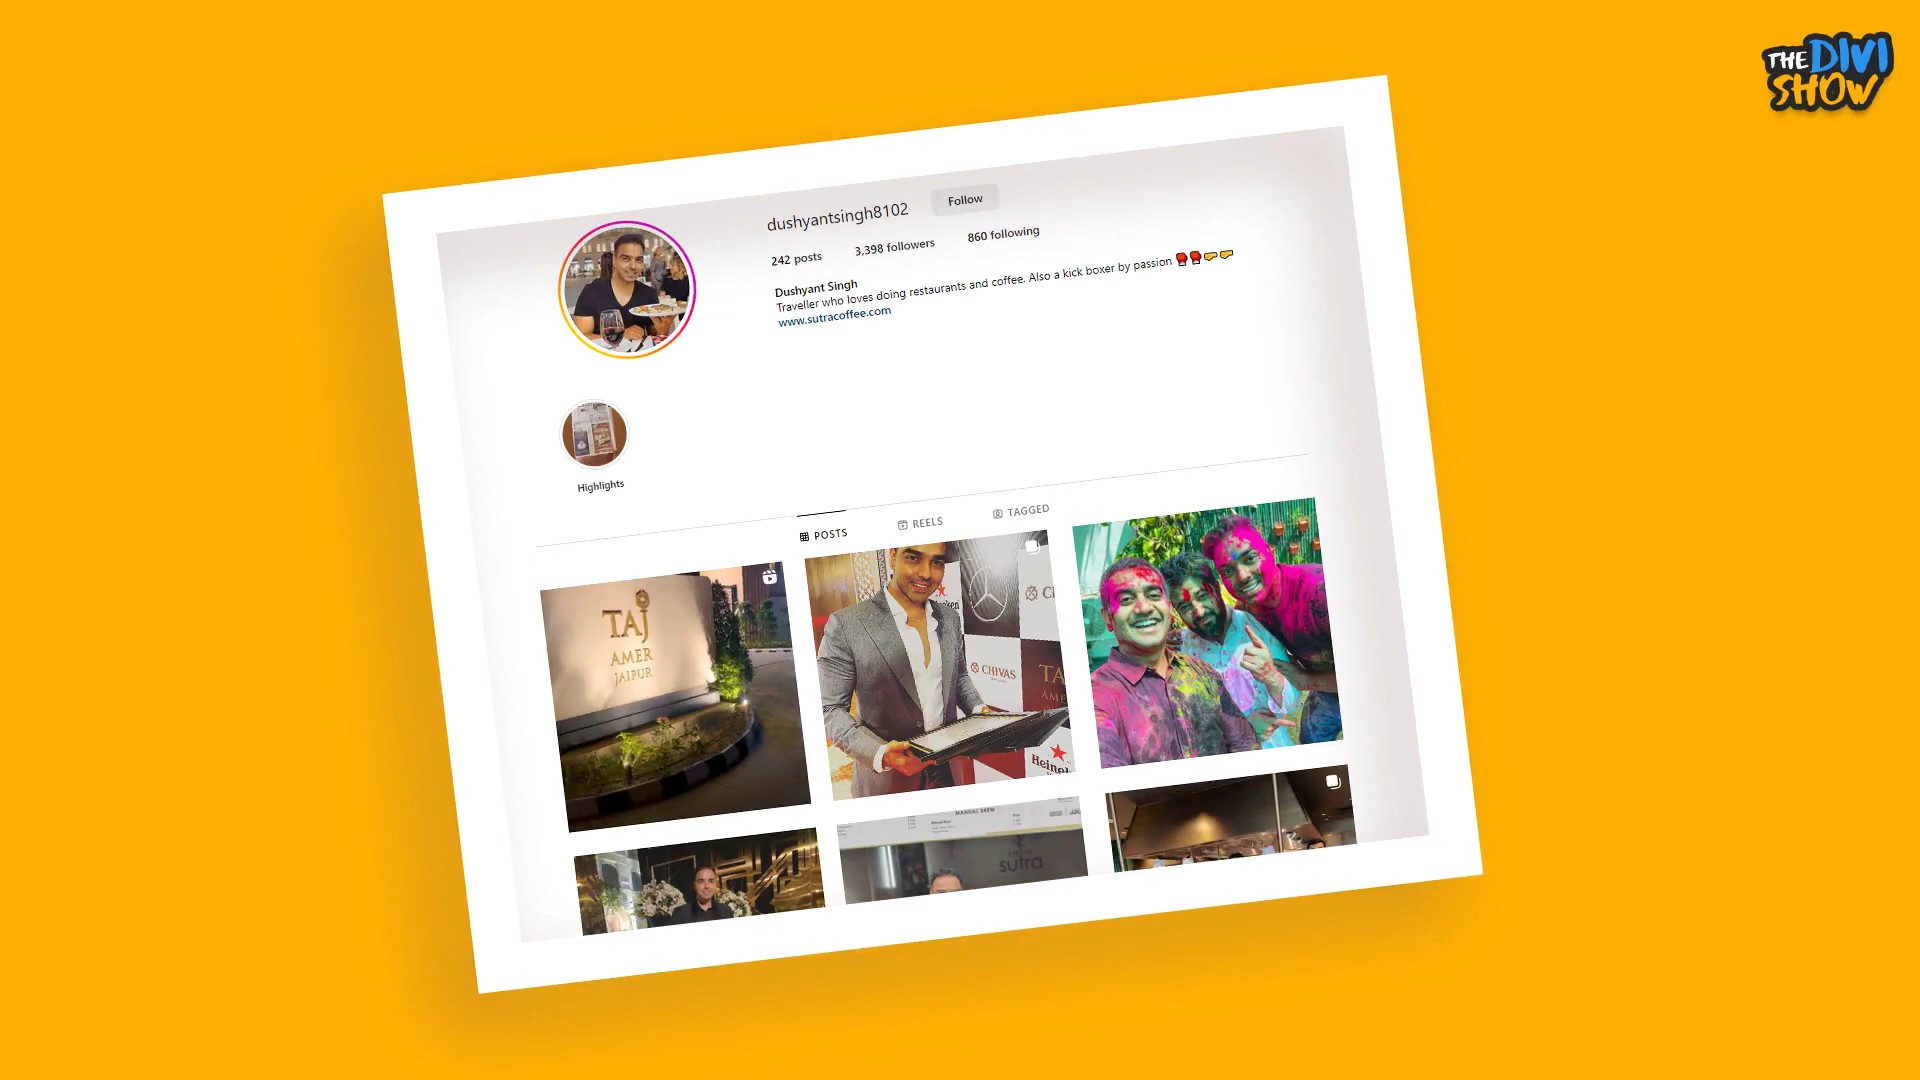 THE DIVI
SHOW
dushyantsingh8102
Follow
242 posts
3,398 followers
860 following
Dushyant Singh
Traveller who loves doing restaurants and coffee. Also a kick boxer by passion 🥊🥊🤛🤛
www.sutracoffee.com
Highlights
POSTS
REELS
TAGGED
TAJ
AMER
JAIPUR
CHIVAS
TA
Heinek
sutra